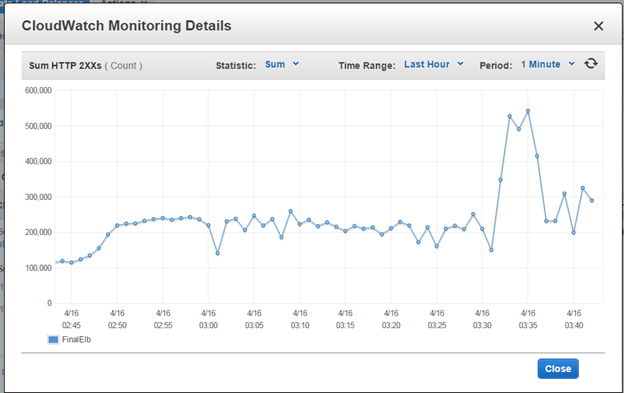 CloudWatch Monitoring Details
Sum HTTP 2XXs ( Count ) Statistic: Sum Time Range: Last Hour Period: 1 Minute
600,000
500,000
400,000
300,000
200,000
100,000
0
4/16 4/16 4/16 4/16 4/16 4/16 4/16 4/16 4/16 4/16 4/16 4/16
02:45 02:50 02:55 03:00 03:05 03:10 03:15 03:20 03:25 03:30 03:35 03:40
FinalElb
Close